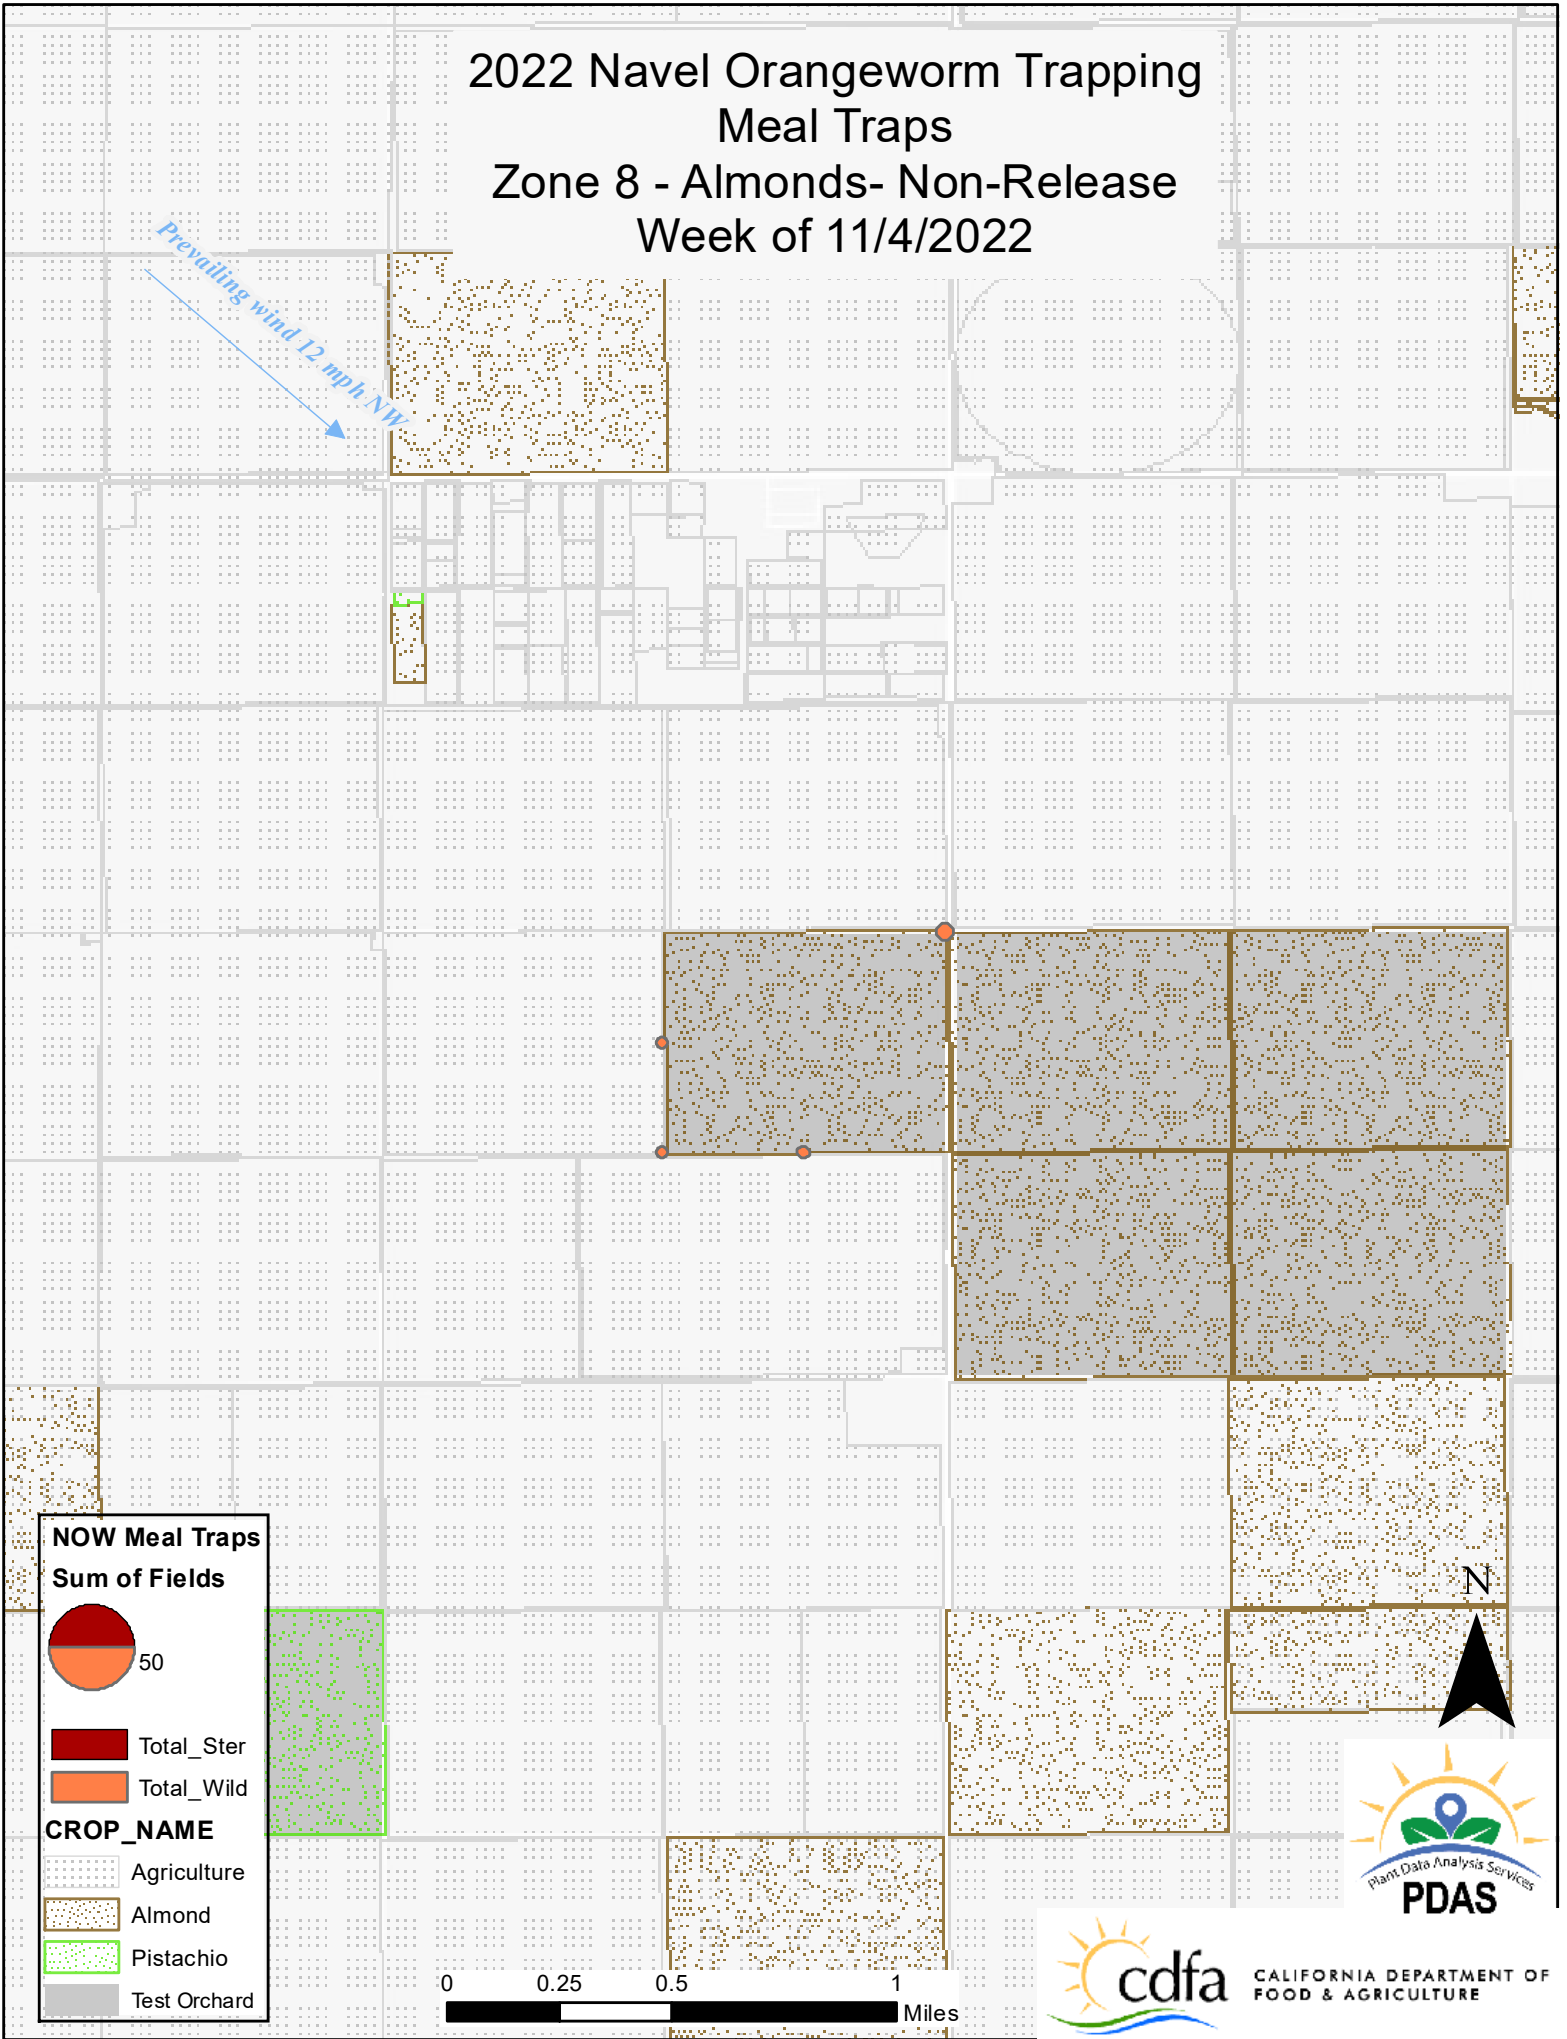 2022 Navel Orangeworm Trapping
Meal Traps
Zone 8 - Almonds- Non-Release
Week of 11/4/2022
Prevailing wind 12 mph NW
NOW Meal Traps
Sum of Fields
50
Total_Ster
Total_Wild
CROP_NAME
Agriculture
Almond
Pistachio
Test Orchard
0 0.25 0.5 1
Miles
N
Plant Data Analysis Services
PDAS
cdfa
CALIFORNIA DEPARTMENT OF
FOOD & AGRICULTURE